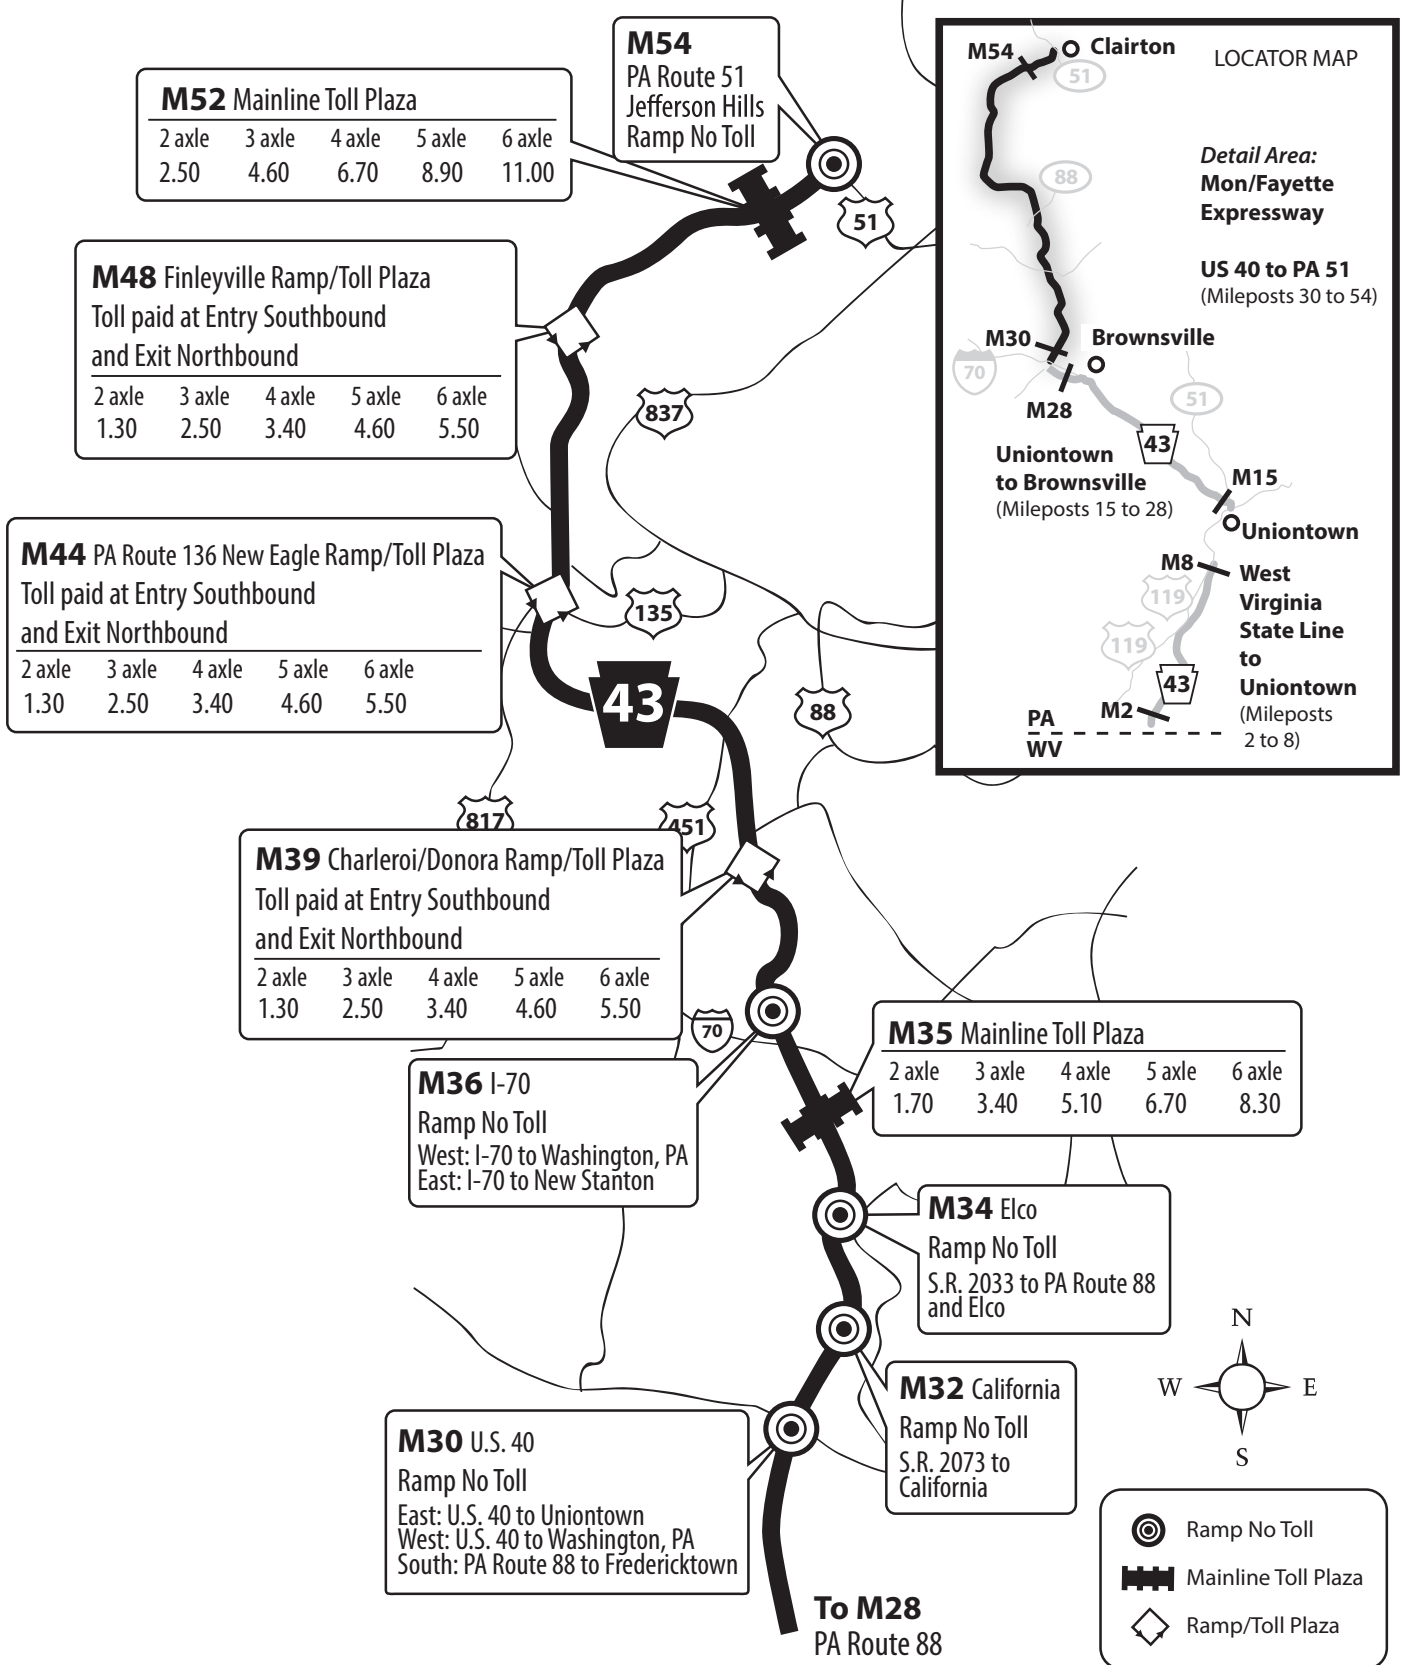 M54
PA Route 51
Jefferson Hills
Ramp No Toll
M52 Mainline Toll Plaza
2 axle 3 axle 4 axle 5 axle 6 axle
2.50 4.60 6.70 8.90 11.00
51
M48 Finleyville Ramp/Toll Plaza
Toll paid at Entry Southbound
and Exit Northbound
2 axle 3 axle 4 axle 5 axle 6 axle
1.30 2.50 3.40 4.60 5.50
837
M44 PA Route 136 New Eagle Ramp/Toll Plaza
Toll paid at Entry Southbound
and Exit Northbound
2 axle 3 axle 4 axle 5 axle 6 axle
1.30 2.50 3.40 4.60 5.50
135
43
88
817
451
M39 Charleroi/Donora Ramp/Toll Plaza
Toll paid at Entry Southbound
and Exit Northbound
2 axle 3 axle 4 axle 5 axle 6 axle
1.30 2.50 3.40 4.60 5.50
70
M36 I-70
Ramp No Toll
West: I-70 to Washington, PA
East: I-70 to New Stanton
M35 Mainline Toll Plaza
2 axle 3 axle 4 axle 5 axle 6 axle
1.70 3.40 5.10 6.70 8.30
M34 Elco
Ramp No Toll
S.R. 2033 to PA Route 88
and Elco
M32 California
Ramp No Toll
S.R. 2073 to
California
M30 U.S. 40
Ramp No Toll
East: U.S. 40 to Uniontown
West: U.S. 40 to Washington, PA
South: PA Route 88 to Fredericktown
To M28
PA Route 88
LOCATOR MAP
M54
Clairton
51
Detail Area:
Mon/Fayette
Expressway
88
US 40 to PA 51
(Mileposts 30 to 54)
M30
Brownsville
70
M28
51
43
Uniontown
to Brownsville
(Mileposts 15 to 28)
M15
Uniontown
M8
West
Virginia
State Line
to
Uniontown
(Mileposts
2 to 8)
119
119
43
M2
PA
WV
N
W E
S
Ramp No Toll
Mainline Toll Plaza
Ramp/Toll Plaza